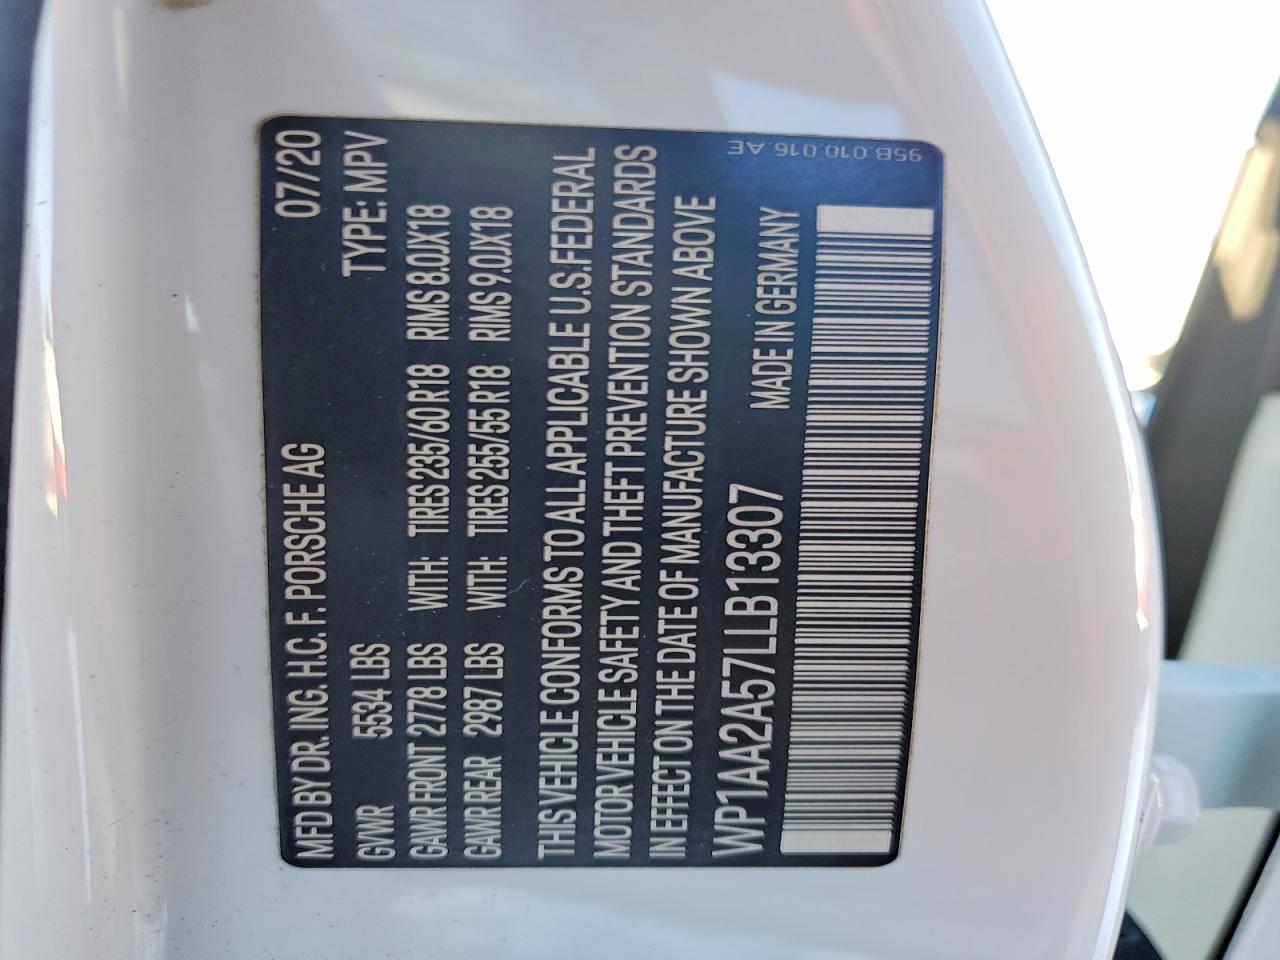 MFD BY DR. ING. H.C. F. PORSCHE AG 07/20
GVWR 5534 LBS TYPE: MPV
GAWR FRONT 2778 LBS WITH: TIRES 235/60 R18 RIMS 8.0JX18
GAWR REAR 2987 LBS WITH: TIRES 255/55 R18 RIMS 9.0JX18
THIS VEHICLE CONFORMS TO ALL APPLICABLE U.S. FEDERAL
MOTOR VEHICLE SAFETY AND THEFT PREVENTION STANDARDS
IN EFFECT ON THE DATE OF MANUFACTURE SHOWN ABOVE
WP1AA2A57LLB13307 MADE IN GERMANY
95B.010.016.AE